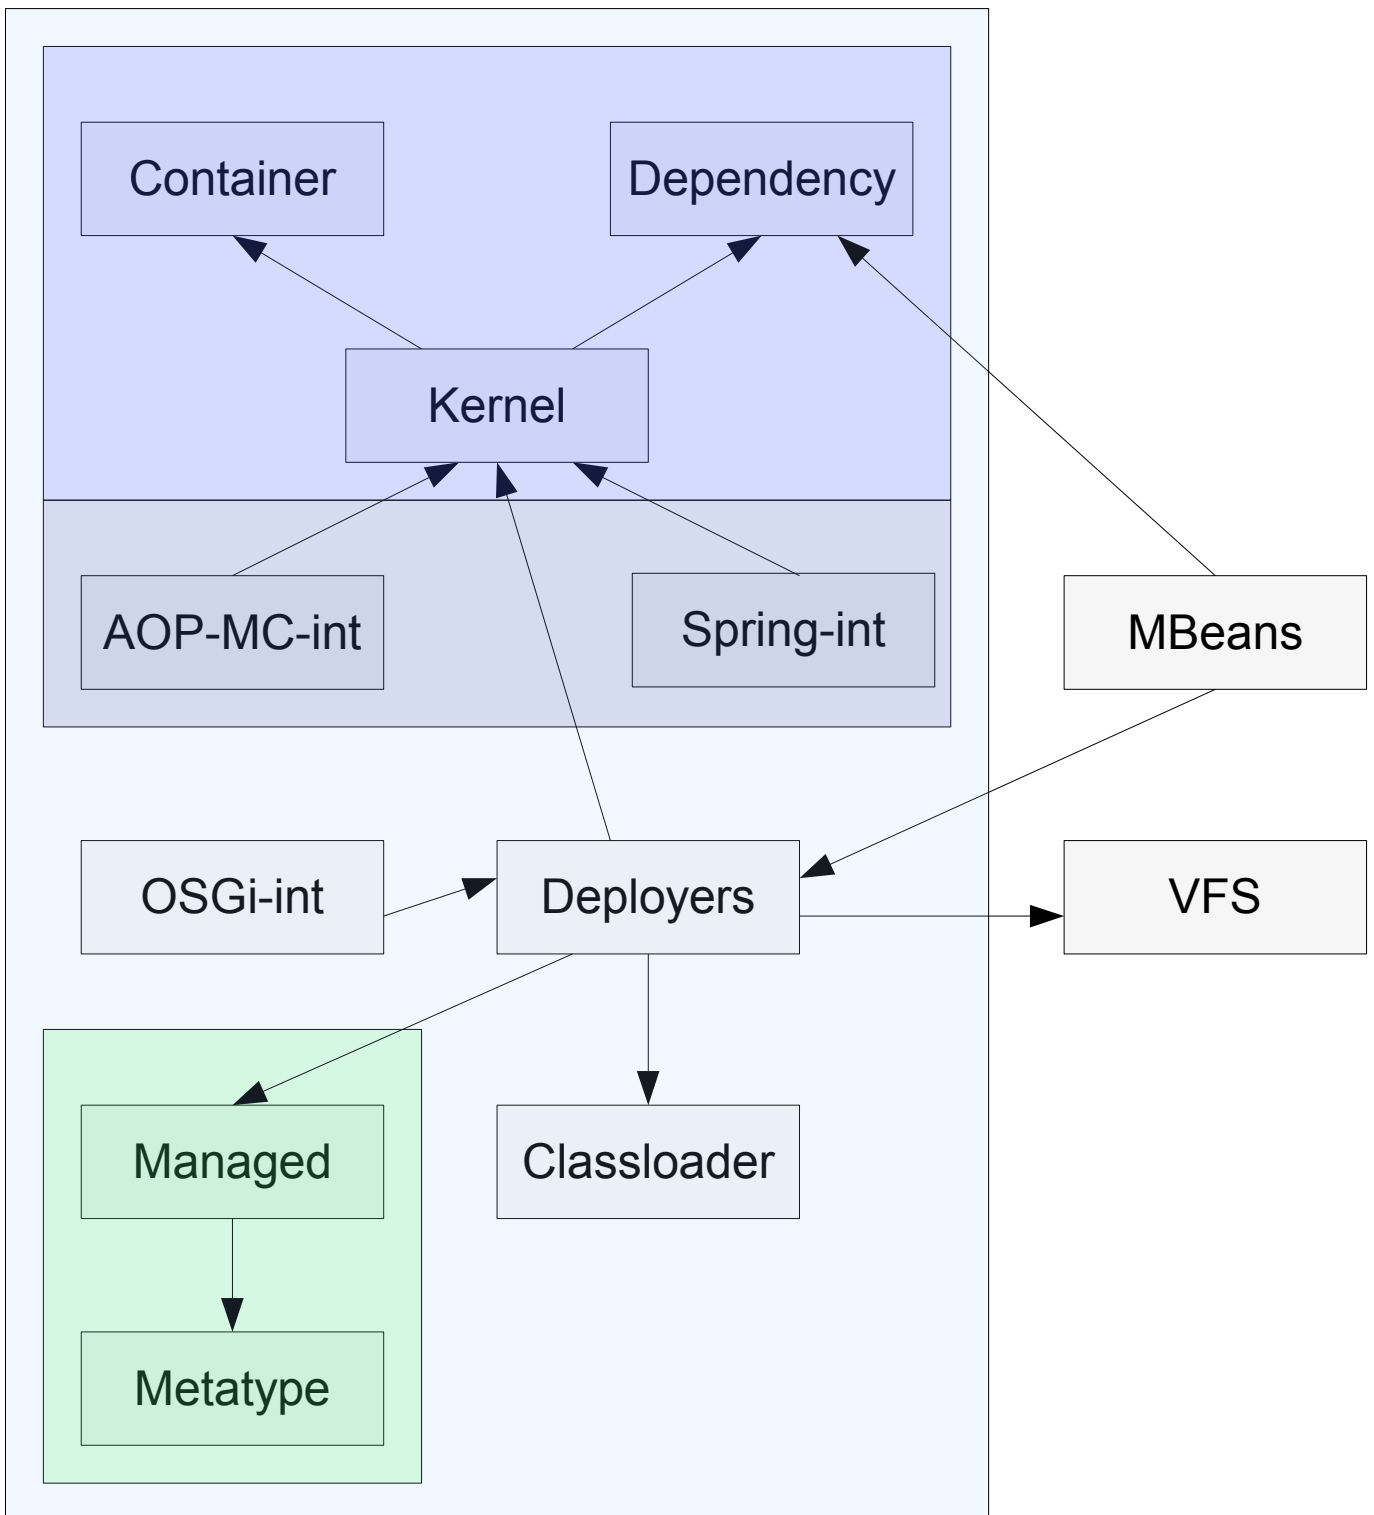 Container
Dependency
Kernel
AOP-MC-int
Spring-int
MBeans
OSGi-int
Deployers
VFS
Managed
Classloader
Metatype